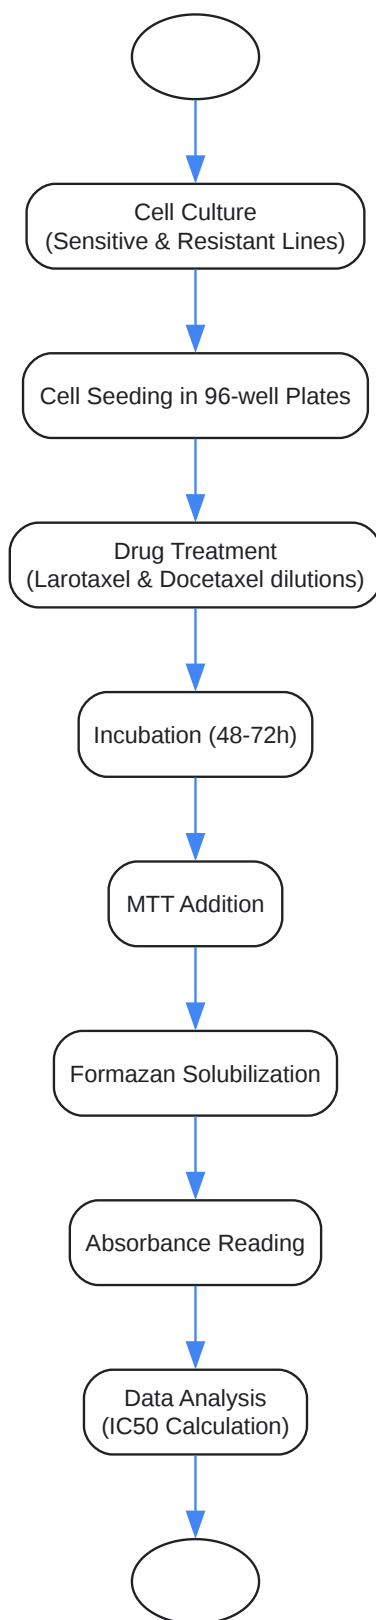 Cell Culture
(Sensitive & Resistant Lines)
Cell Seeding in 96-well Plates
Drug Treatment
(Larotaxel & Docetaxel dilutions)
Incubation (48-72h)
MTT Addition
Formazan Solubilization
Absorbance Reading
Data Analysis
(IC50 Calculation)